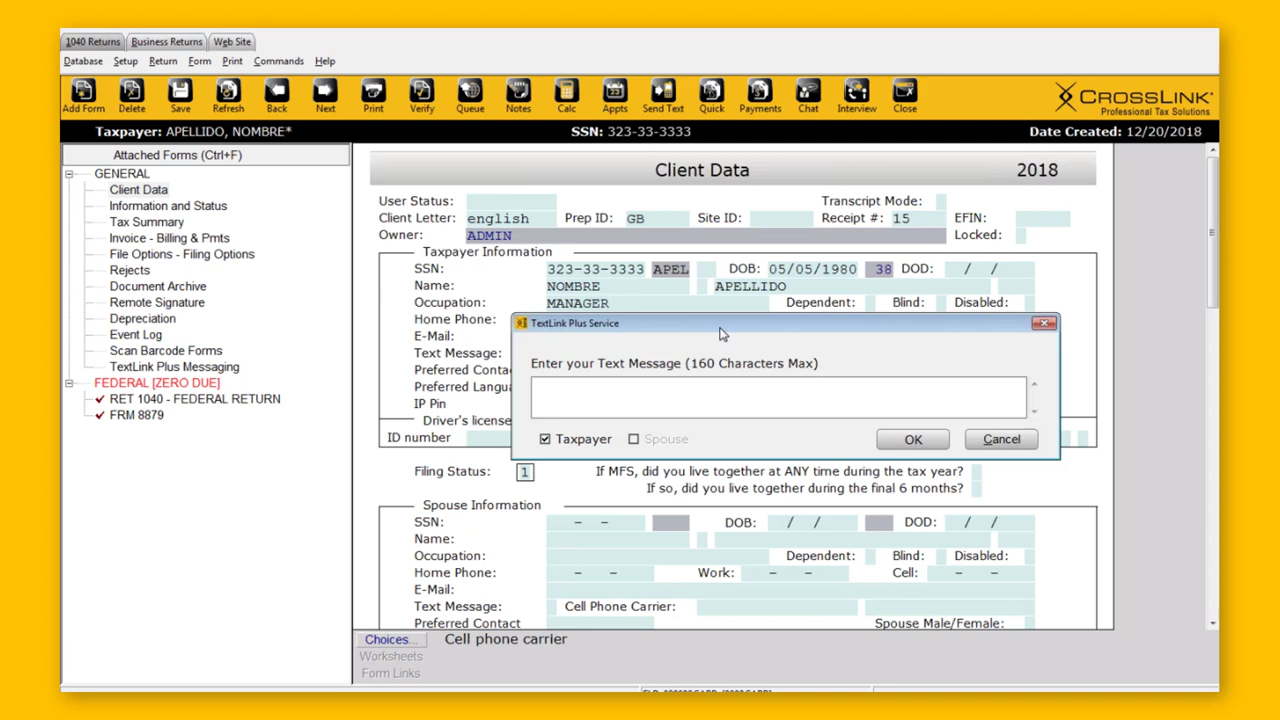 1040 Returns Business Returns Web Site
Database Setup Return Form Print Commands Help
Add Form Delete Save Refresh Back Next Print Verify Queue Notes Calc Appts Send Text Quick Payments Chat Interview Close
CROSSLINK
Professional Tax Solutions
Taxpayer: APELLIDO, NOMBRE* SSN: 323-33-3333 Date Created: 12/20/2018
Attached Forms (Ctrl+F)
GENERAL
Client Data
Information and Status
Tax Summary
Invoice - Billing & Pmts
File Options - Filing Options
Rejects
Document Archive
Remote Signature
Depreciation
Event Log
Scan Barcode Forms
TextLink Plus Messaging
FEDERAL [ZERO DUE]
RET 1040 - FEDERAL RETURN
FRM 8879
Client Data 2018
User Status: Transcript Mode:
Client Letter: english Prep ID: GB Site ID: Receipt #: 15 EFIN:
Owner: ADMIN Locked:
Taxpayer Information
SSN: 323-33-3333 APEL DOB: 05/05/1980 38 DOD: / /
Name: NOMBRE APELLIDO
Occupation: MANAGER Dependent: Blind: Disabled:
Home Phone:
E-Mail:
Text Message:
Preferred Conta
Preferred Langu
IP Pin
Driver's license
ID number
TextLink Plus Service
Enter your Text Message (160 Characters Max)
Taxpayer Spouse OK Cancel
Filing Status: 1 If MFS, did you live together at ANY time during the tax year?
If so, did you live together during the final 6 months?
Spouse Information
SSN: - - DOB: / / DOD: / /
Name:
Occupation: Dependent: Blind: Disabled:
Home Phone: - - Work: - - Cell: - -
E-Mail:
Text Message: Cell Phone Carrier:
Preferred Contact Spouse Male/Female:
Choices... Cell phone carrier
Worksheets
Form Links